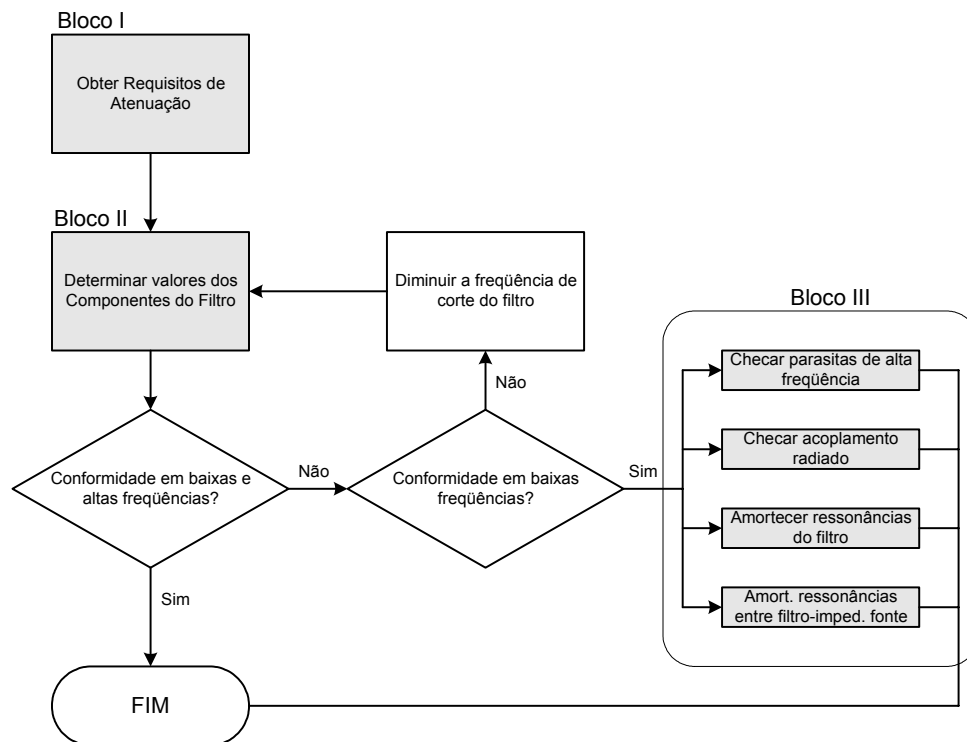 Bloco I
Obter Requisitos de
Atenuação
Bloco II
Determinar valores dos
Componentes do Filtro
Diminuir a freqüência de
corte do filtro
Bloco III
Checar parasitas de alta
freqüência
Não
Checar acoplamento
radiado
Conformidade em baixas e
altas freqüências?
Não
Conformidade em baixas
freqüências?
Sim
Amortecer ressonâncias
do filtro
Sim
Amort. ressonâncias
entre filtro-imped. fonte
FIM